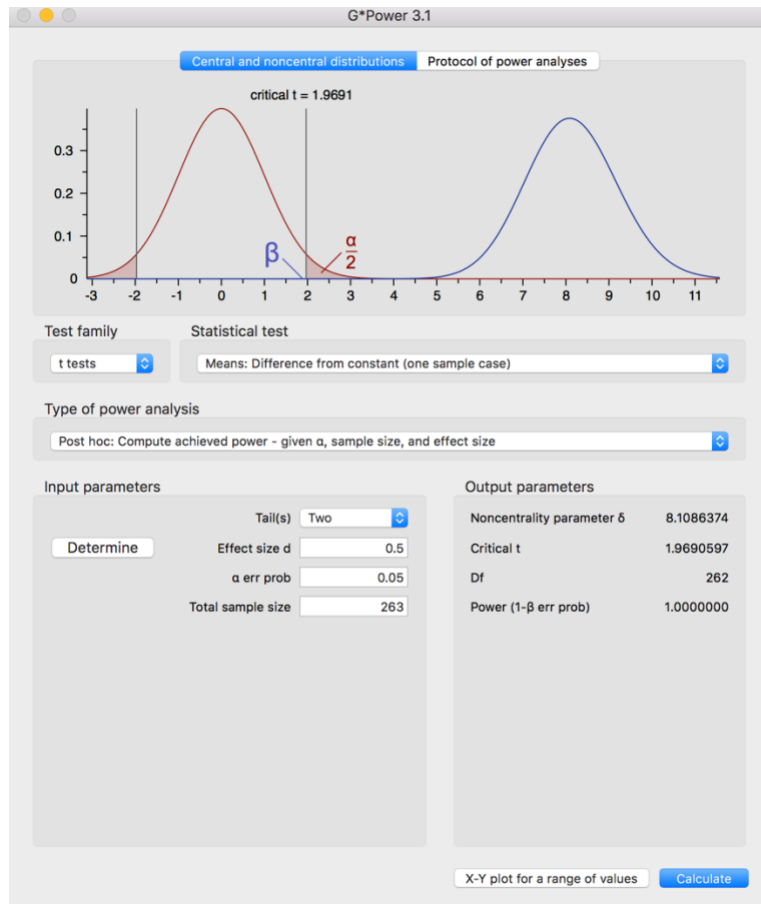 G*Power 3.1
Central and noncentral distributions Protocol of power analyses
critical t = 1.9691
0.3
0.2
0.1
0
β
α
2
-3 -2 -1 0 1 2 3 4 5 6 7 8 9 10 11
Test family Statistical test
t tests Means: Difference from constant (one sample case)
Type of power analysis
Post hoc: Compute achieved power - given α, sample size, and effect size
Input parameters Output parameters
Tail(s) Two Noncentrality parameter δ 8.1086374
Determine Effect size d 0.5 Critical t 1.9690597
α err prob 0.05 Df 262
Total sample size 263 Power (1-β err prob) 1.0000000
X-Y plot for a range of values Calculate